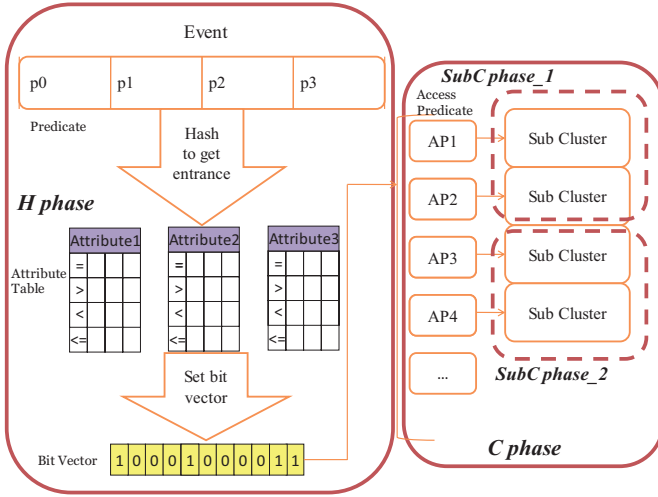 Event
p0 p1 p2 p3
Predicate
Hash
to get
entrance
H phase
Attribute1 Attribute2 Attribute3
Attribute
Table
= = =
> > >
< < <
<= <= <=
Set bit
vector
Bit Vector
1 0 0 0 1 0 0 0 0 1 1
SubC phase_1
Access
Predicate
AP1 Sub Cluster
AP2 Sub Cluster
AP3 Sub Cluster
AP4 Sub Cluster
...
SubC phase_2
C phase